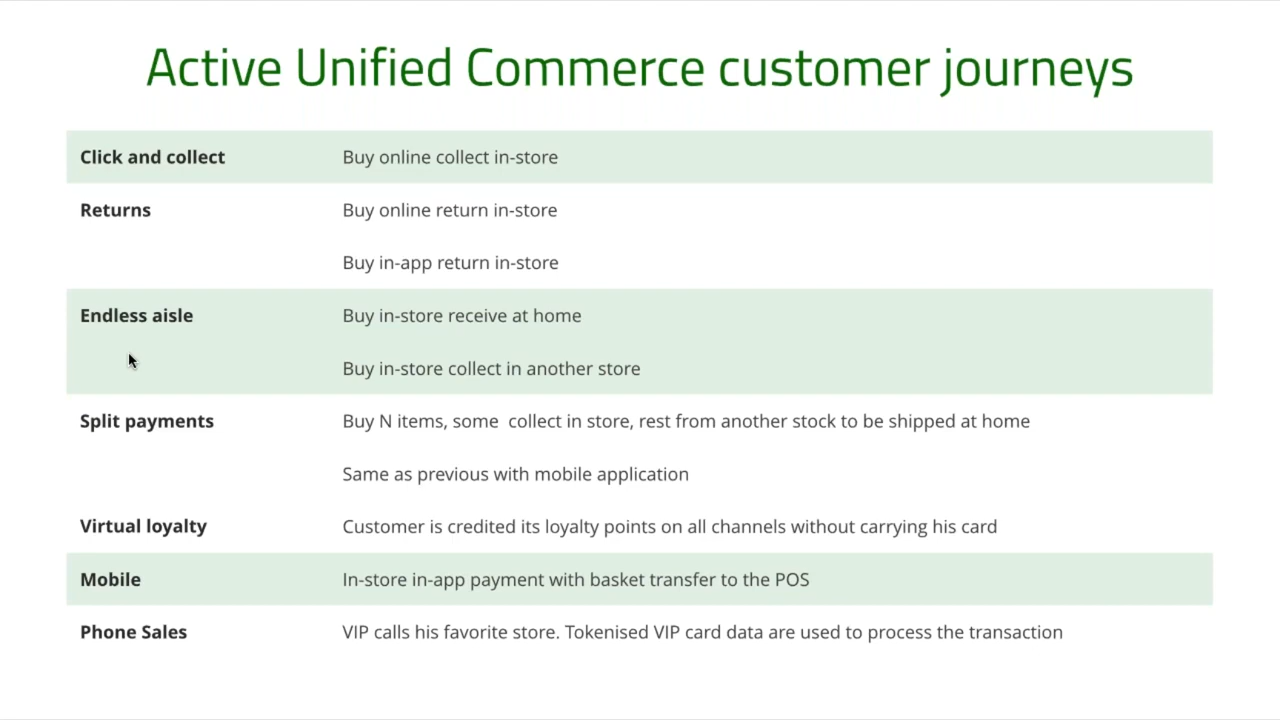 Active Unified Commerce customer journeys
Click and collect Buy online collect in-store
Returns Buy online return in-store
Buy in-app return in-store
Endless aisle Buy in-store receive at home
Buy in-store collect in another store
Split payments Buy N items, some  collect in store, rest from another stock to be shipped at home
Same as previous with mobile application
Virtual loyalty Customer is credited its loyalty points on all channels without carrying his card
Mobile In-store in-app payment with basket transfer to the POS
Phone Sales VIP calls his favorite store. Tokenised VIP card data are used to process the transaction